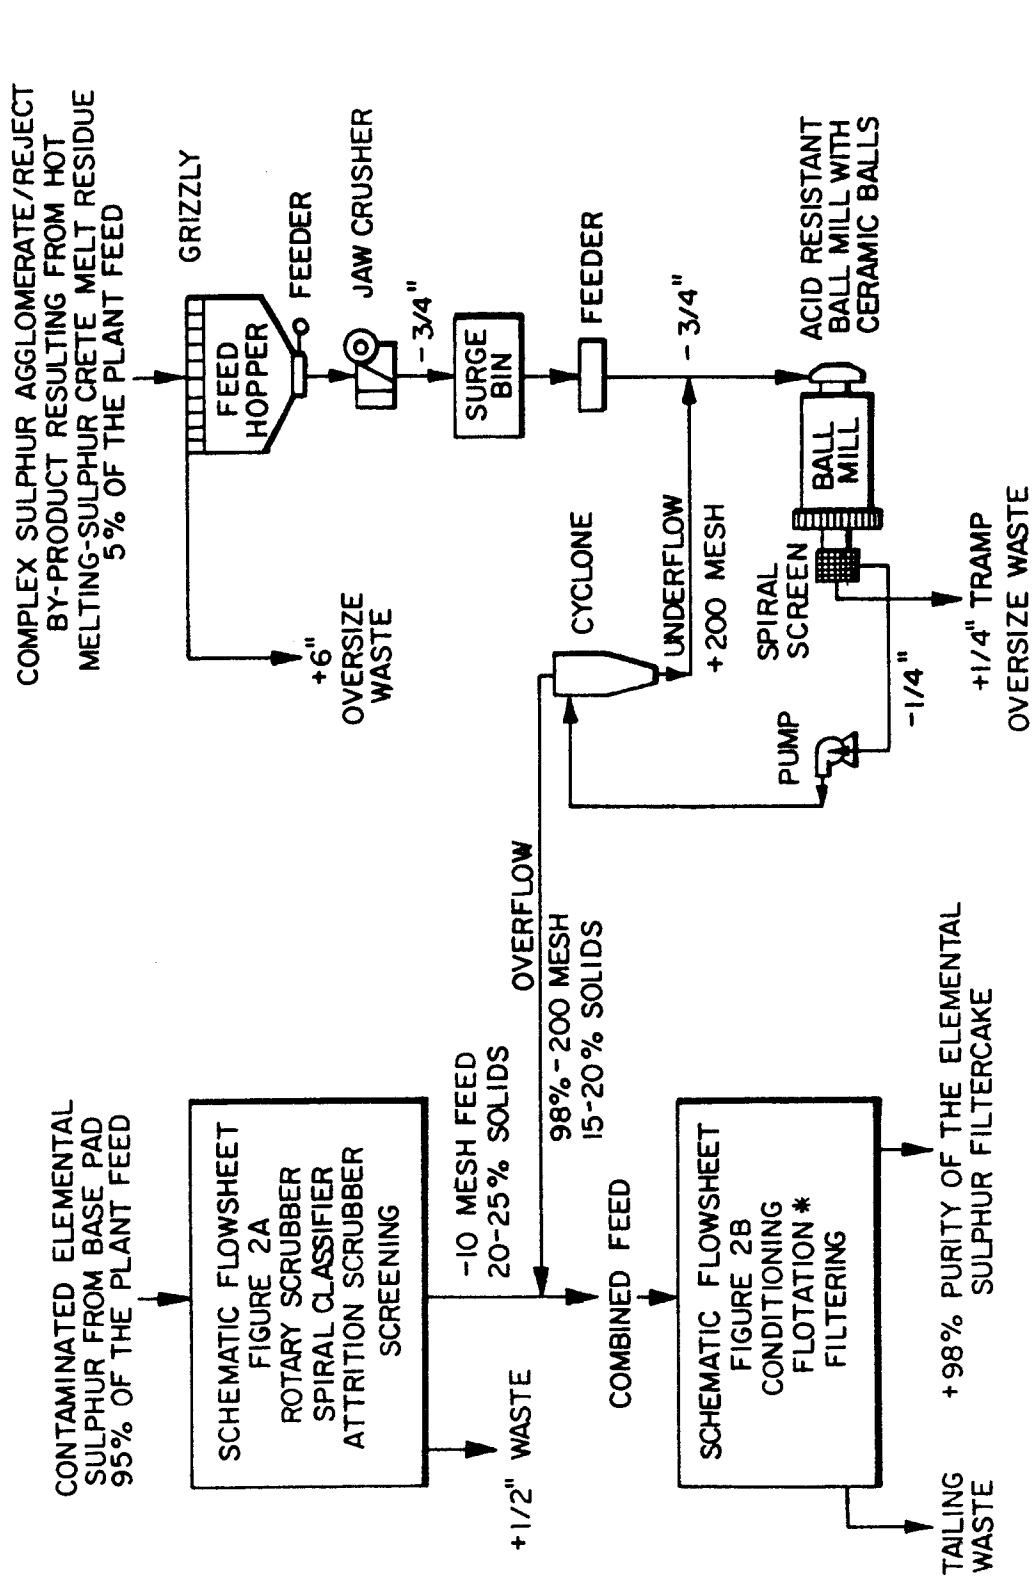 CONTAMINATED ELEMENTAL
SULPHUR FROM BASE PAD
95% OF THE PLANT FEED
SCHEMATIC FLOWSHEET
FIGURE 2A
ROTARY SCRUBBER
SPIRAL CLASSIFIER
ATTRITION SCRUBBER
SCREENING
+1/2" WASTE
-10 MESH FEED
20-25% SOLIDS
OVERFLOW
98%-200 MESH
15-20% SOLIDS
COMBINED FEED
SCHEMATIC FLOWSHEET
FIGURE 2B
CONDITIONING
FLOTATION *
FILTERING
TAILING
WASTE
+98% PURITY OF THE ELEMENTAL
SULPHUR FILTERCAKE
COMPLEX SULPHUR AGGLOMERATE/REJECT
BY-PRODUCT RESULTING FROM HOT
MELTING-SULPHUR CRETE MELT RESIDUE
5% OF THE PLANT FEED
GRIZZLY
+6"
OVERSIZE
WASTE
FEED
HOPPER
FEEDER
JAW CRUSHER
-3/4"
SURGE
BIN
FEEDER
CYCLONE
UNDERFLOW
+200 MESH
-3/4"
PUMP
SPIRAL
SCREEN
BALL
MILL
ACID RESISTANT
BALL MILL WITH
CERAMIC BALLS
-1/4"
+1/4" TRAMP
OVERSIZE WASTE